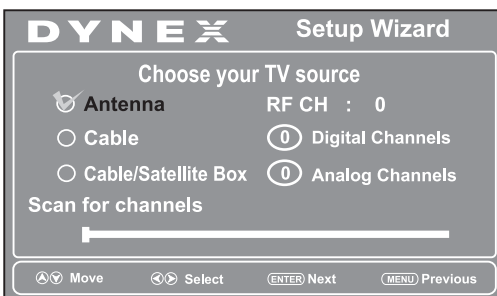 DYNEX Setup Wizard
Choose your TV source
Antenna RF CH : 0
Cable 0 Digital Channels
Cable/Satellite Box 0 Analog Channels
Scan for channels
Move Select ENTER Next MENU Previous